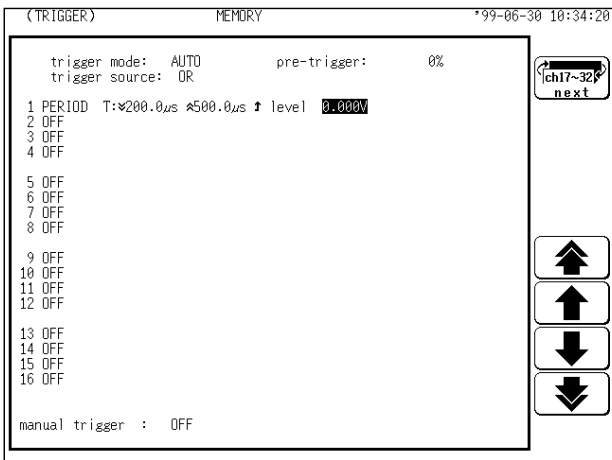 (TRIGGER) MEMORY '99-06-30 10:34:20
trigger mode: AUTO pre-trigger: 0%
trigger source: OR
ch17~32
next
1 PERIOD T:⩔200.0µs ⩓500.0µs ↥ level 0.000V
2 OFF
3 OFF
4 OFF
5 OFF
6 OFF
7 OFF
8 OFF
9 OFF
10 OFF
11 OFF
12 OFF
13 OFF
14 OFF
15 OFF
16 OFF
manual trigger : OFF